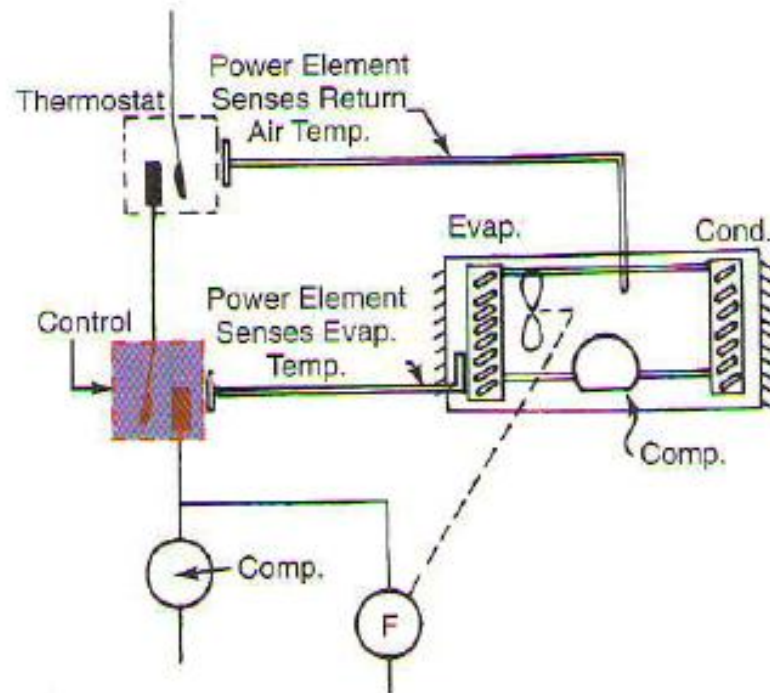 Power Element
Senses Return
Air Temp.
Thermostat
Evap.
Cond.
Power Element
Senses Evap.
Temp.
Control
Comp.
Comp.
F